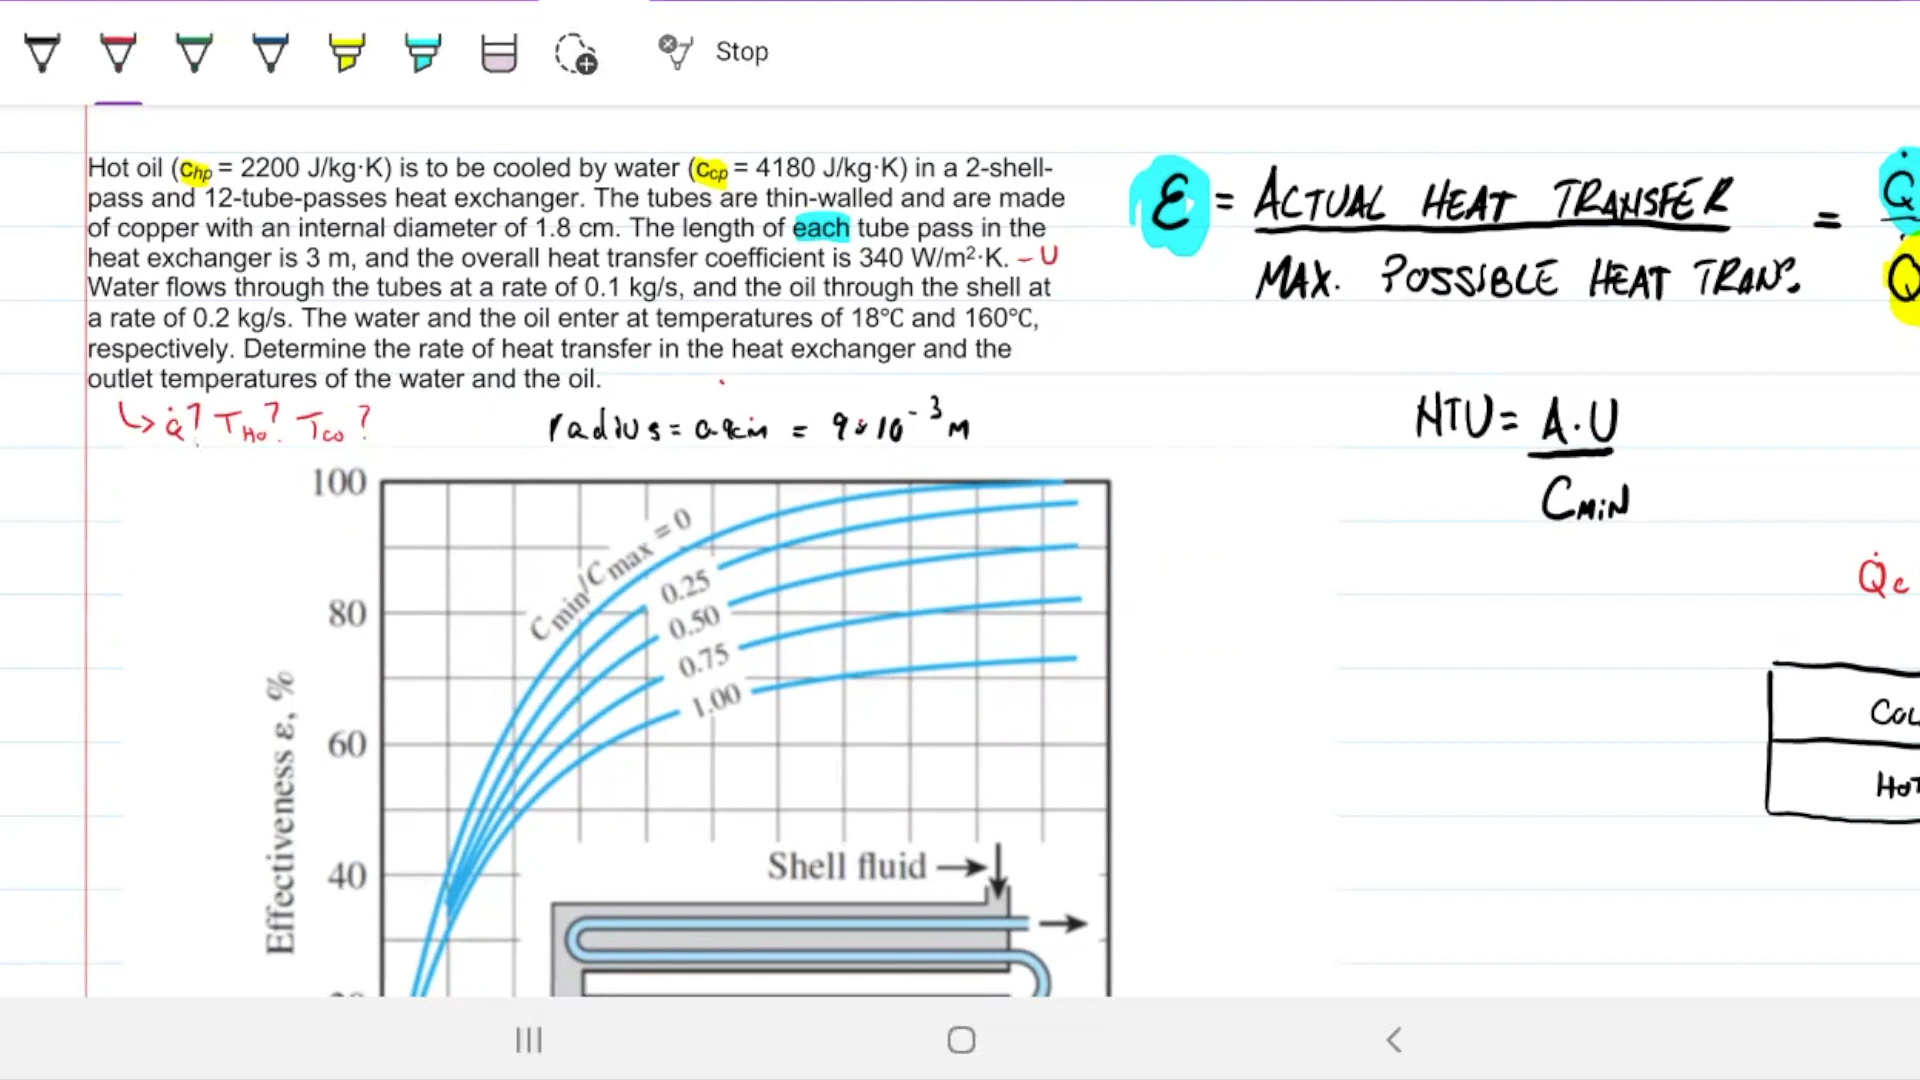 Stop
Hot oil (chp = 2200 J/kg·K) is to be cooled by water (ccp = 4180 J/kg·K) in a 2-shell-
pass and 12-tube-passes heat exchanger. The tubes are thin-walled and are made
of copper with an internal diameter of 1.8 cm. The length of each tube pass in the
heat exchanger is 3 m, and the overall heat transfer coefficient is 340 W/m²·K. – U
Water flows through the tubes at a rate of 0.1 kg/s, and the oil through the shell at
a rate of 0.2 kg/s. The water and the oil enter at temperatures of 18°C and 160°C,
respectively. Determine the rate of heat transfer in the heat exchanger and the
outlet temperatures of the water and the oil.
↳ Q̇? THo? Tco?
radius = = 9·10⁻³ M
ε = ACTUAL HEAT TRANSFER =
MAX. POSSIBLE HEAT TRANS.
NTU = A·U
CMIN
Q̇c
COL
HOT
100
80
60
40
Effectiveness ε, %
Cmin/Cmax = 0
0.25
0.50
0.75
1.00
Shell fluid